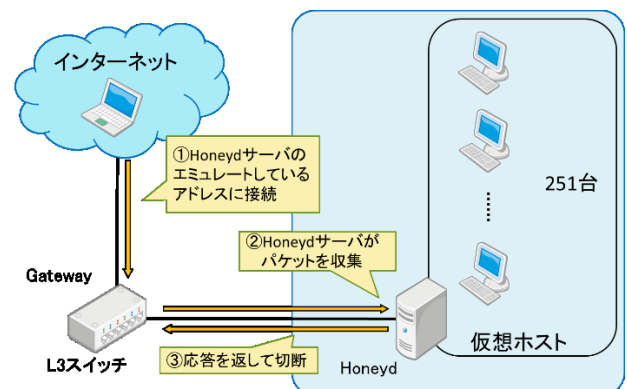 インターネット
①Honeydサーバの
エミュレートしている
アドレスに接続
251台
②Honeydサーバが
パケットを収集
Gateway
L3スイッチ
③応答を返して切断
Honeyd
仮想ホスト